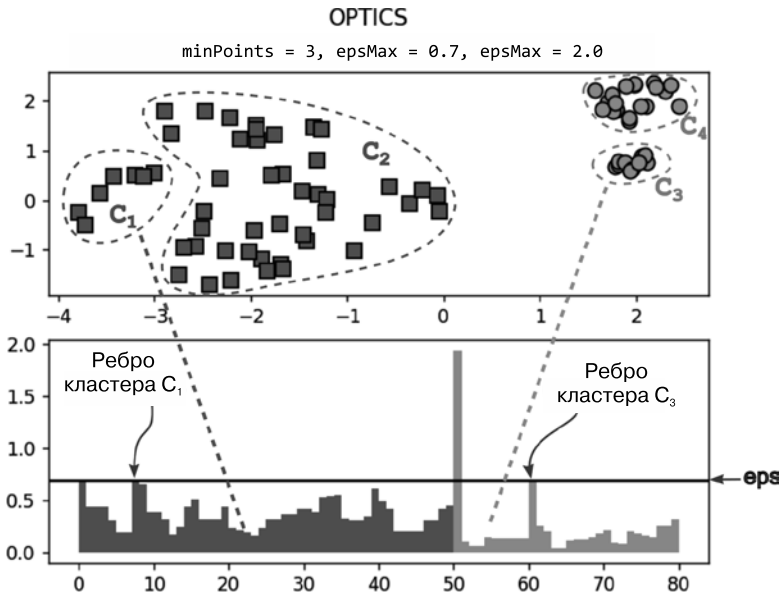 OPTICS
minPoints = 3, epsMax = 0.7, epsMax = 2.0
2
1
0
−1
C₁
C₂
C₄
C₃
−4
−3
−2
−1
0
1
2
2.0
1.5
1.0
0.5
0.0
Ребро
кластера C₁
Ребро
кластера C₃
eps
0
10
20
30
40
50
60
70
80